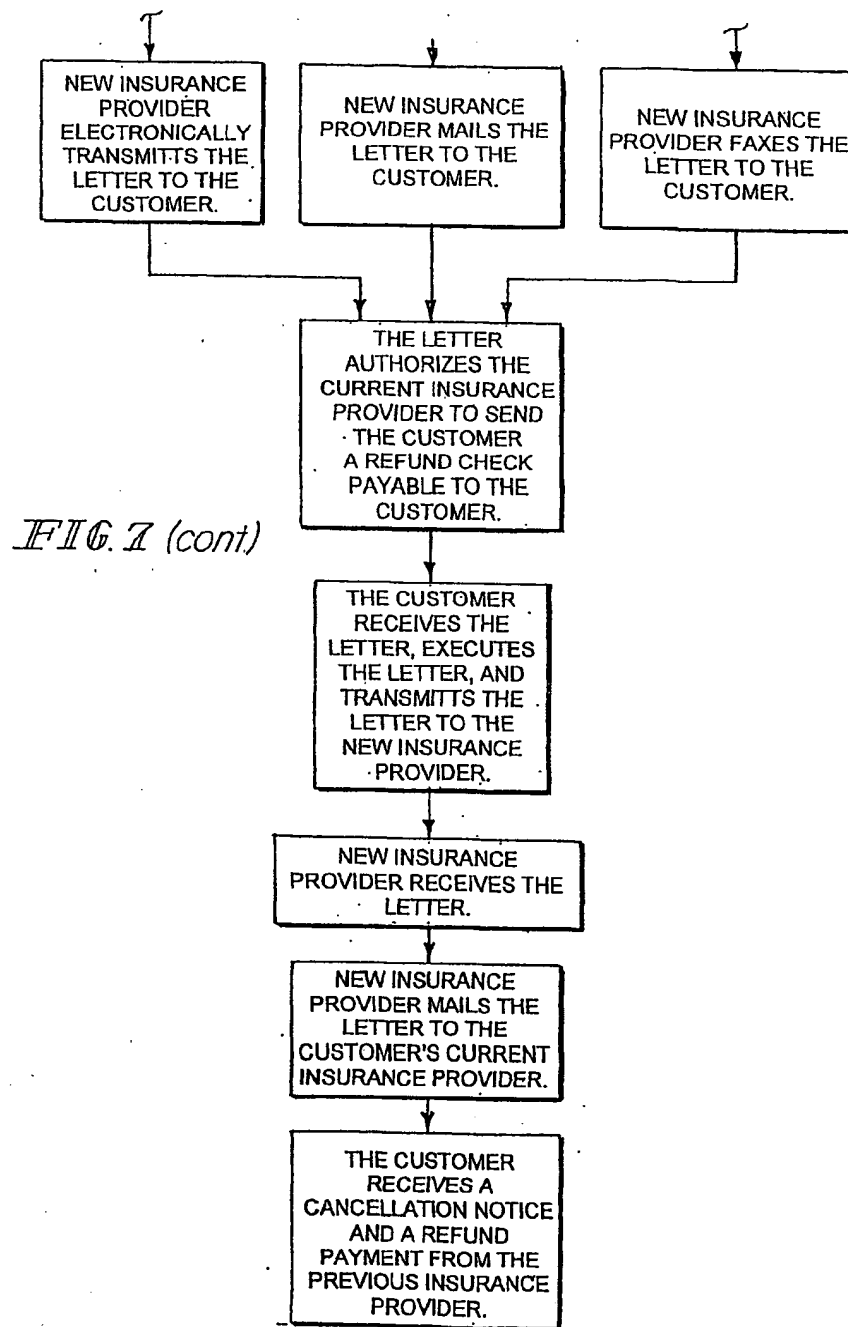 NEW INSURANCE
PROVIDER
ELECTRONICALLY
TRANSMITTS THE
LETTER TO THE
CUSTOMER.
NEW INSURANCE
PROVIDER MAILS THE
LETTER TO THE
CUSTOMER.
NEW INSURANCE
PROVIDER FAXES THE
LETTER TO THE
CUSTOMER.
THE LETTER
AUTHORIZES THE
CURRENT INSURANCE
PROVIDER TO SEND
THE CUSTOMER
A REFUND CHECK
PAYABLE TO THE
CUSTOMER.
FIG. 7 (cont)
THE CUSTOMER
RECEIVES THE
LETTER, EXECUTES
THE LETTER, AND
TRANSMITTS THE
LETTER TO THE
NEW INSURANCE
PROVIDER.
NEW INSURANCE
PROVIDER RECEIVES THE
LETTER.
NEW INSURANCE
PROVIDER MAILS THE
LETTER TO THE
CUSTOMER'S CURRENT
INSURANCE PROVIDER.
THE CUSTOMER
RECEIVES A
CANCELLATION NOTICE
AND A REFUND
PAYMENT FROM THE
PREVIOUS INSURANCE
PROVIDER.